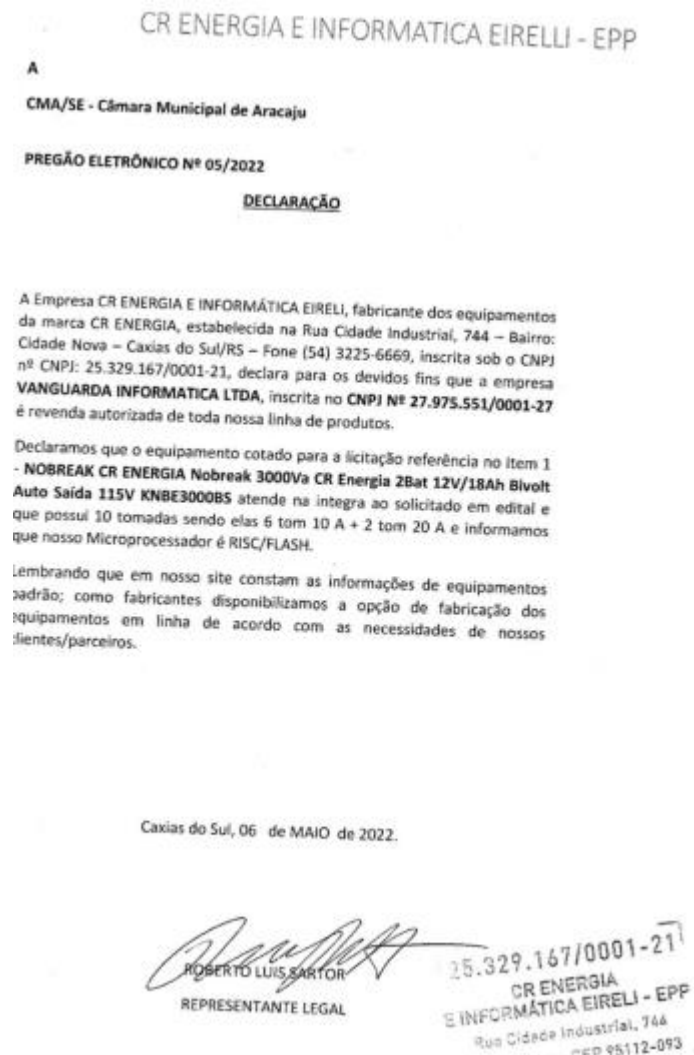 CR ENERGIA E INFORMATICA EIRELLI - EPP
A
CMA/SE - Câmara Municipal de Aracaju
PREGÃO ELETRÔNICO Nº 05/2022
DECLARAÇÃO
A Empresa CR ENERGIA E INFORMÁTICA EIRELI, fabricante dos equipamentos
da marca CR ENERGIA, estabelecida na Rua Cidade Industrial, 744 – Bairro:
Cidade Nova – Caxias do Sul/RS – Fone (54) 3225-6669, inscrita sob o CNPJ
nº CNPJ: 25.329.167/0001-21, declara para os devidos fins que a empresa
VANGUARDA INFORMATICA LTDA, inscrita no CNPJ Nº 27.975.551/0001-27
é revenda autorizada de toda nossa linha de produtos.
Declaramos que o equipamento cotado para a licitação referência no item 1
- NOBREAK CR ENERGIA Nobreak 3000Va CR Energia 2Bat 12V/18Ah Bivolt
Auto Saída 115V KNBE3000BS atende na integra ao solicitado em edital e
que possui 10 tomadas sendo elas 6 tom 10 A + 2 tom 20 A e informamos
que nosso Microprocessador é RISC/FLASH.
Lembrando que em nosso site constam as informações de equipamentos
padrão; como fabricantes disponibilizamos a opção de fabricação dos
equipamentos em linha de acordo com as necessidades de nossos
clientes/parceiros.
Caxias do Sul, 06 de MAIO de 2022.
ROBERTO LUIS SARTOR
REPRESENTANTE LEGAL
25.329.167/0001-21
CR ENERGIA
E INFORMÁTICA EIRELI - EPP
Rua Cidade Industrial, 744
CEP 95112-093